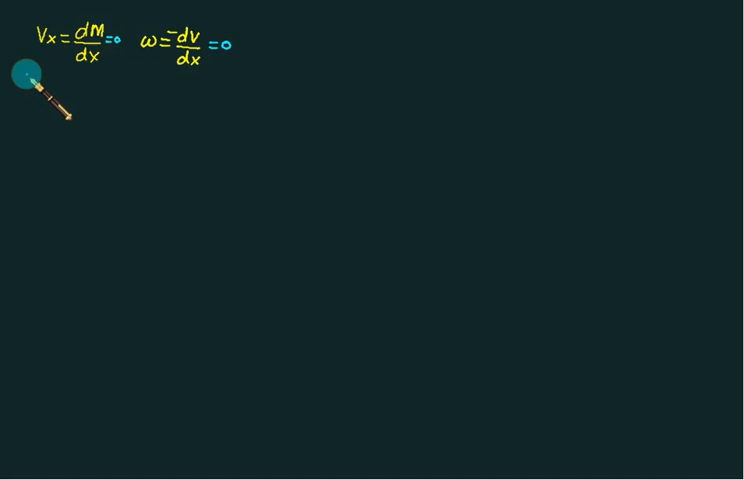 Vx = dM/dx = 0 ω = -dv/dx = 0